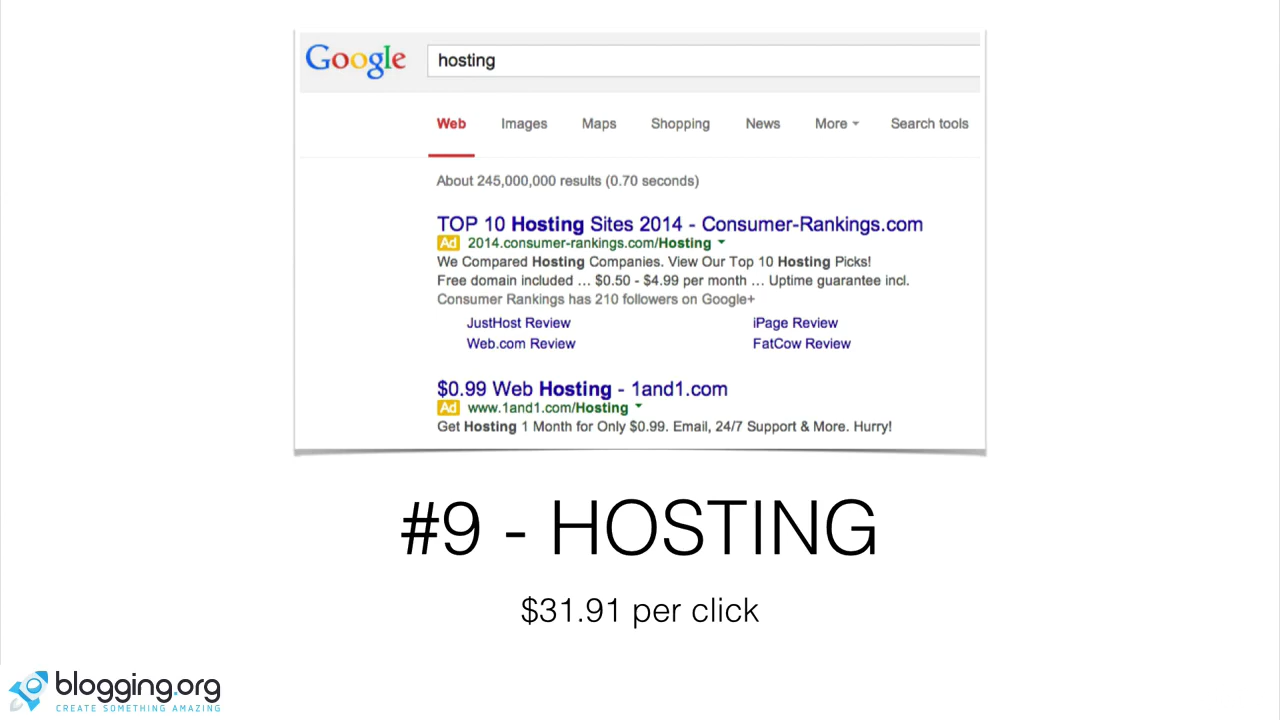 Google hosting
Web Images Maps Shopping News More Search tools
About 245,000,000 results (0.70 seconds)
TOP 10 Hosting Sites 2014 - Consumer-Rankings.com
Ad 2014.consumer-rankings.com/Hosting
We Compared Hosting Companies. View Our Top 10 Hosting Picks!
Free domain included ... $0.50 - $4.99 per month ... Uptime guarantee incl.
Consumer Rankings has 210 followers on Google+
JustHost Review iPage Review
Web.com Review FatCow Review
$0.99 Web Hosting - 1and1.com
Ad www.1and1.com/Hosting
Get Hosting 1 Month for Only $0.99. Email, 24/7 Support & More. Hurry!
#9 - HOSTING
$31.91 per click
blogging.org
CREATE SOMETHING AMAZING